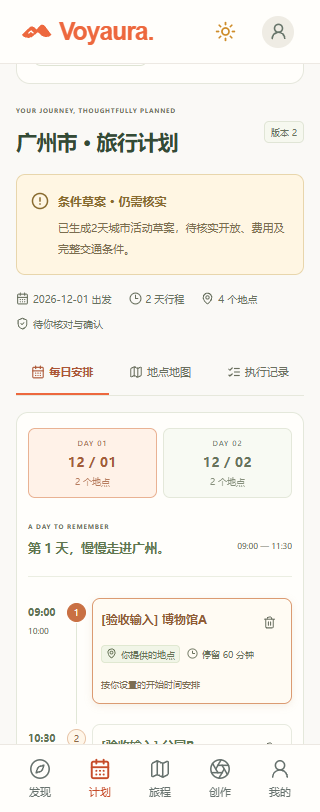 Voyaura.
YOUR JOURNEY, THOUGHTFULLY PLANNED
广州市 • 旅行计划
版本 2
条件草案 · 仍需核实
已生成2天城市活动草案，待核实开放、费用及
完整交通条件。
2026-12-01 出发
2 天行程
4 个地点
待你核对与确认
每日安排
地点地图
执行记录
DAY 01
12 / 01
2 个地点
DAY 02
12 / 02
2 个地点
A DAY TO REMEMBER
第 1 天，慢慢走进广州。
09:00 — 11:30
09:00
10:00
1
[验收输入] 博物馆A
你提供的地点
停留 60 分钟
按你设置的开始时间安排
10:30
2
发现
计划
旅程
创作
我的